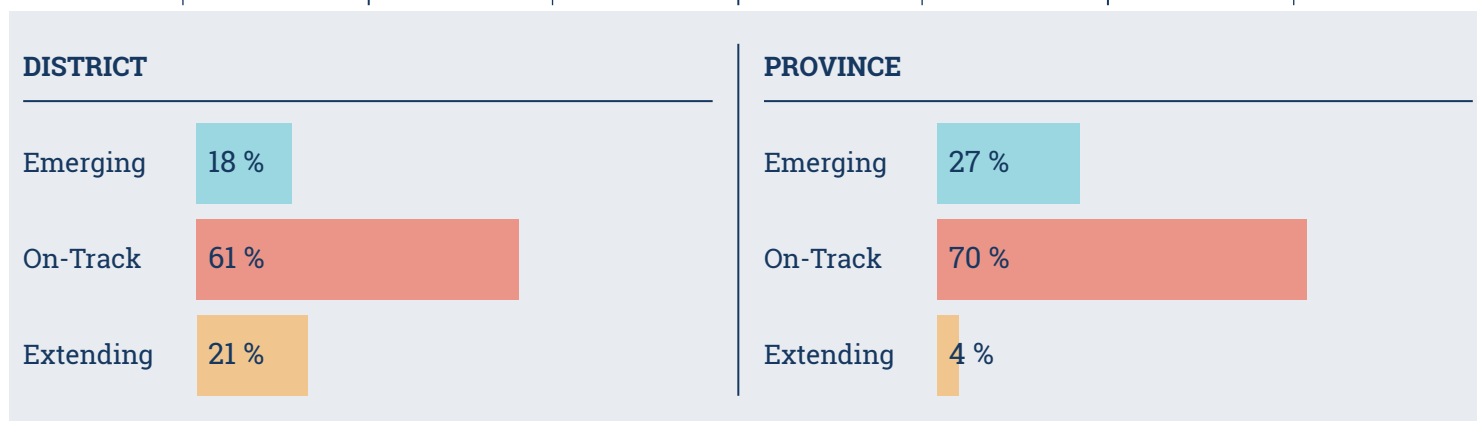 DISTRICT
Emerging 18 %
On-Track 61 %
Extending 21 %
PROVINCE
Emerging 27 %
On-Track 70 %
Extending 4 %